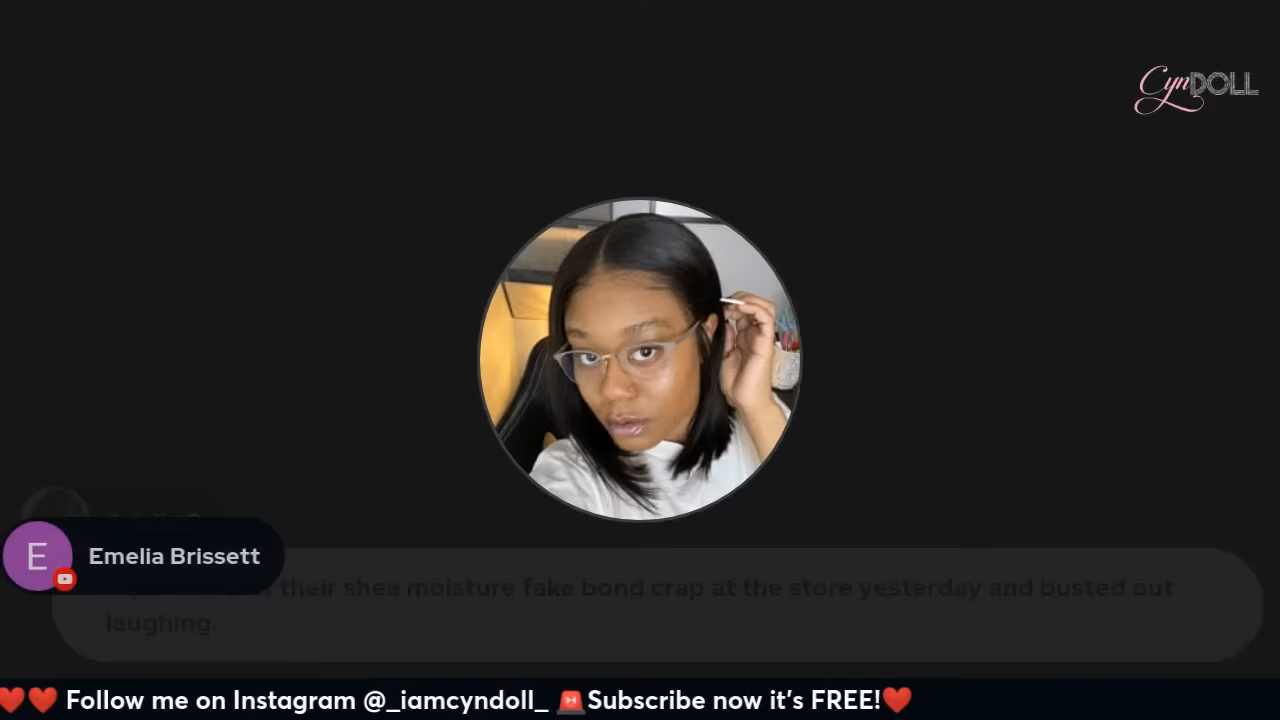 CynDOLL
E
Emelia Brissett
their shea moisture fake bond crap at the store yesterday and busted out
laughing
❤️❤️ Follow me on Instagram @_iamcyndoll_ 🚨Subscribe now it's FREE!❤️